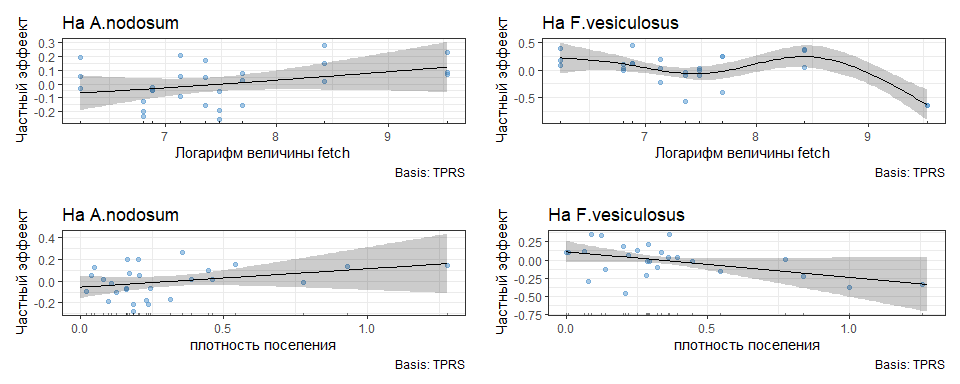 На A.nodosum
Частный эффект
0.3
0.2
0.1
0.0
-0.1
-0.2
7
8
9
Логарифм величины fetch
Basis: TPRS
На F.vesiculosus
Частный эффект
0.5
0.0
-0.5
7
8
9
Логарифм величины fetch
Basis: TPRS
На A.nodosum
Частный эффеект
0.4
0.2
0.0
-0.2
0.0
0.5
1.0
плотность поселения
Basis: TPRS
На F.vesiculosus
Частный эффект
0.25
0.00
-0.25
-0.50
-0.75
0.0
0.5
1.0
плотность поселения
Basis: TPRS